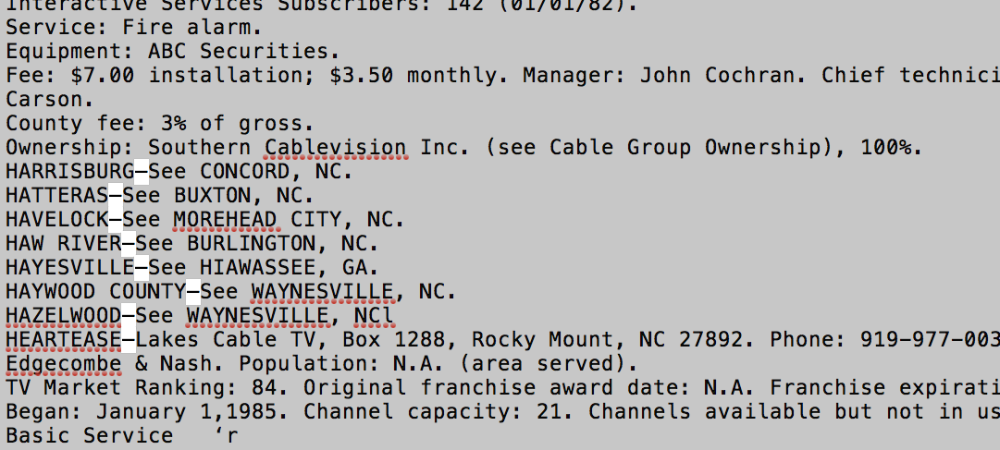 Interactive Services Subscribers: 142 (01/01/82).
Service: Fire alarm.
Equipment: ABC Securities.
Fee: $7.00 installation; $3.50 monthly. Manager: John Cochran. Chief technici
Carson.
County fee: 3% of gross.
Ownership: Southern Cablevision Inc. (see Cable Group Ownership), 100%.
HARRISBURG—See CONCORD, NC.
HATTERAS—See BUXTON, NC.
HAVELOCK—See MOREHEAD CITY, NC.
HAW RIVER—See BURLINGTON, NC.
HAYESVILLE—See HIAWASSEE, GA.
HAYWOOD COUNTY—See WAYNESVILLE, NC.
HAZELWOOD—See WAYNESVILLE, NCl
HEARTEASE—Lakes Cable TV, Box 1288, Rocky Mount, NC 27892. Phone: 919-977-003
Edgecombe & Nash. Population: N.A. (area served).
TV Market Ranking: 84. Original franchise award date: N.A. Franchise expirati
Began: January 1,1985. Channel capacity: 21. Channels available but not in us
Basic Service ‘r